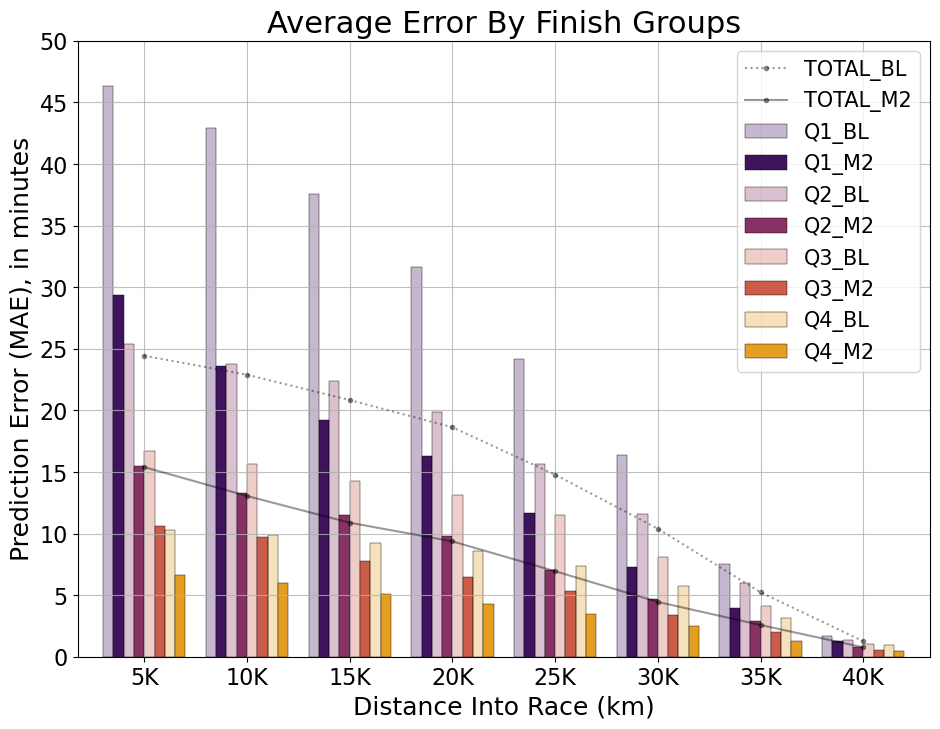 Average Error By Finish Groups
Prediction Error (MAE), in minutes
50
45
40
35
30
25
20
15
10
5
0
TOTAL_BL
TOTAL_M2
Q1_BL
Q1_M2
Q2_BL
Q2_M2
Q3_BL
Q3_M2
Q4_BL
Q4_M2
5K 10K 15K 20K 25K 30K 35K 40K
Distance Into Race (km)